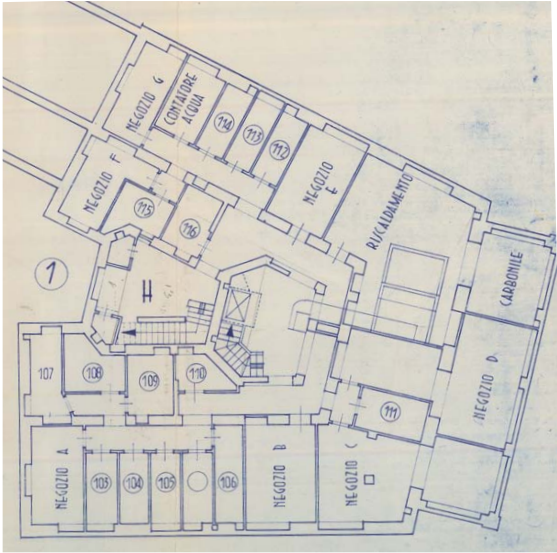 NEGOZIO G
CONTATORE
ACQUA
114
113
112
NEGOZIO
E
RISCALDAMENTO
NEGOZIO F
115
116
CARBONILE
1
H
107
108
109
110
111
NEGOZIO D
NEGOZIO A
103
104
105
106
NEGOZIO B
NEGOZIO C